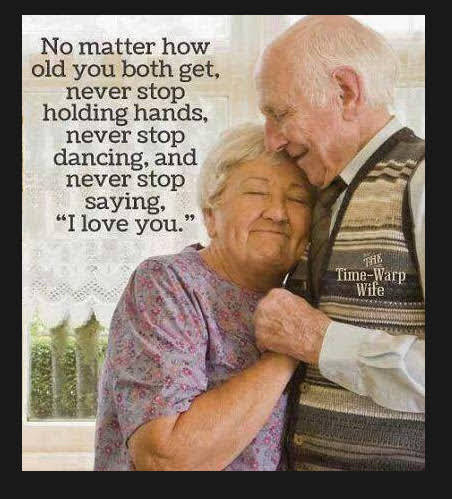 No matter how
old you both get,
never stop
holding hands,
never stop
dancing, and
never stop
saying,
“I love you.”
THE
Time-Warp
Wife